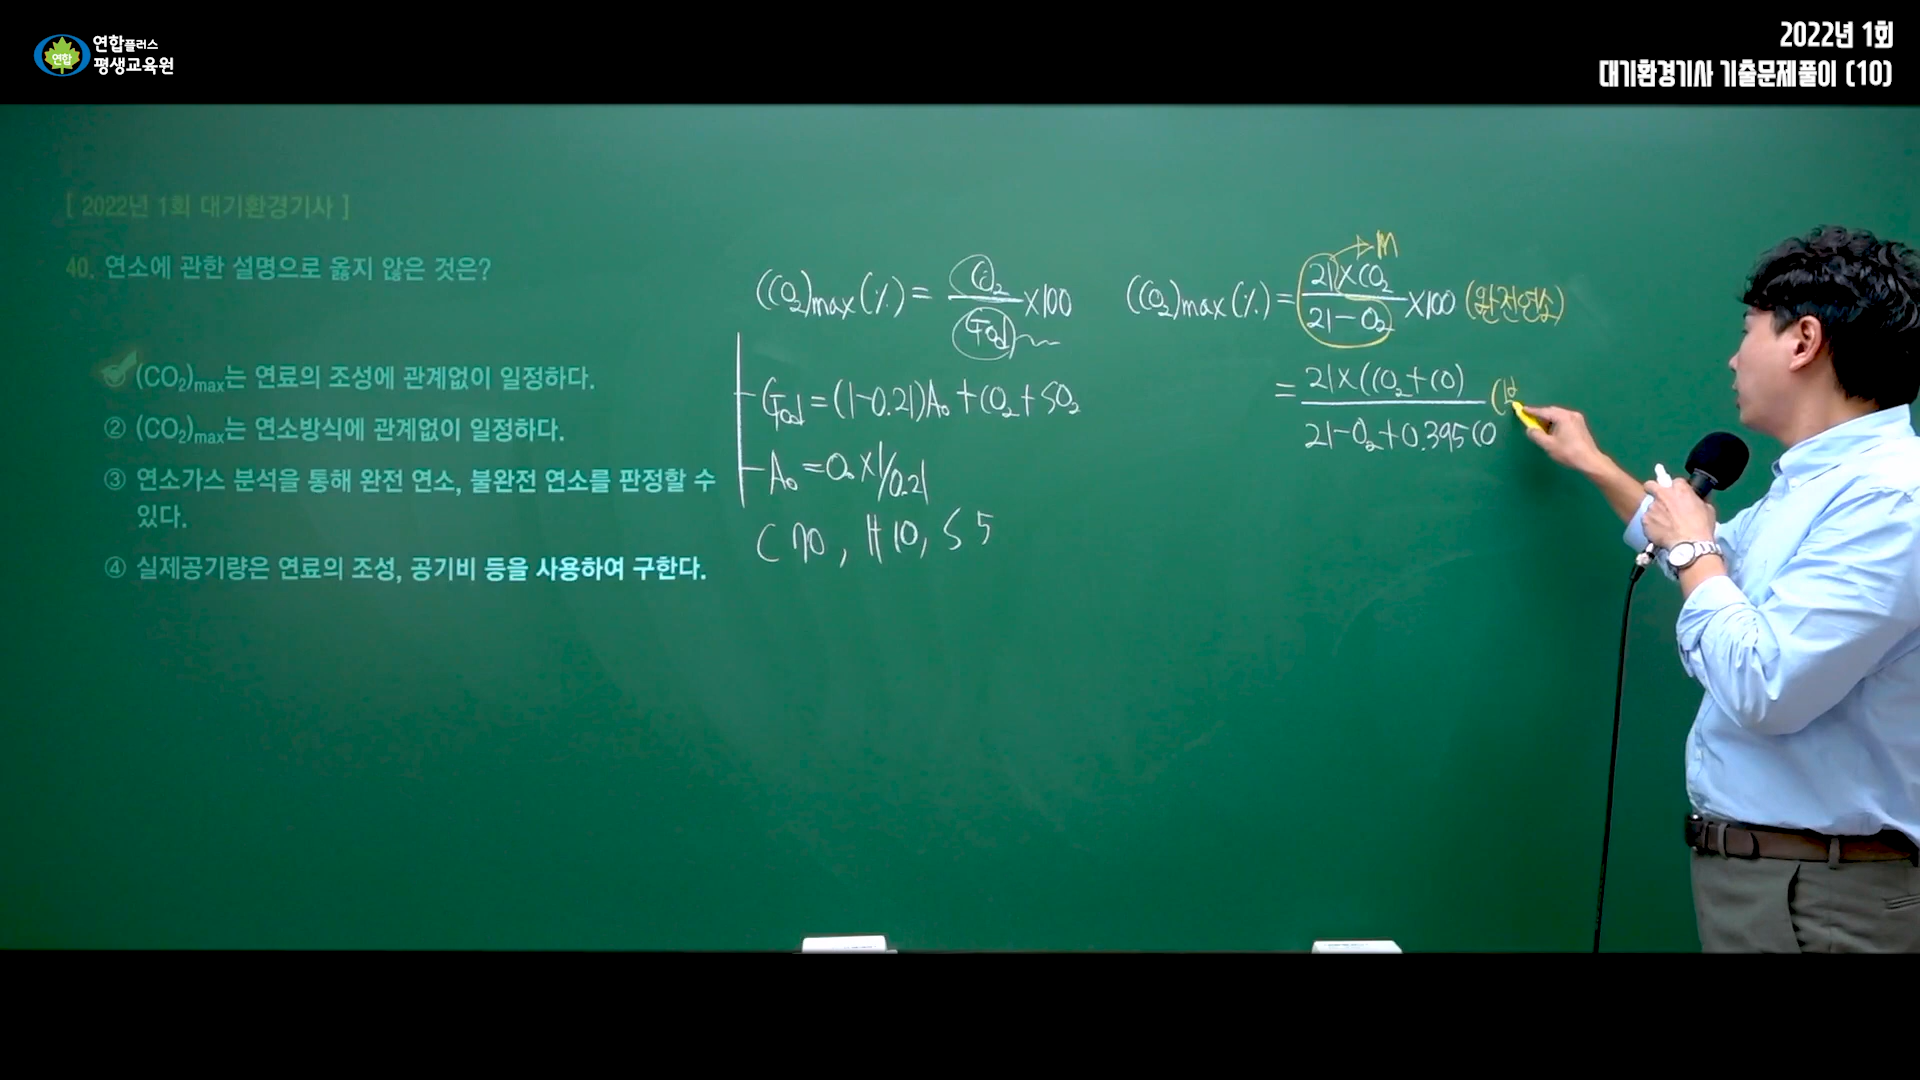 연합플러스
평생교육원
연합
2022년 1회
대기환경기사 기출문제풀이 (10)
[ 2022년 1회 대기환경기사 ]
40. 연소에 관한 설명으로 옳지 않은 것은?
① (CO₂)max는 연료의 조성에 관계없이 일정하다.
② (CO₂)max는 연소방식에 관계없이 일정하다.
③ 연소가스 분석을 통해 완전 연소, 불완전 연소를 판정할 수
있다.
④ 실제공기량은 연료의 조성, 공기비 등을 사용하여 구한다.
(CO₂)max(%) = CO₂/God ×100
God = (1-0.21)A₀ + CO₂ + SO₂
A₀ = O₀ × 1/0.21
C 70, H 10, S 5
m
(CO₂)max(%) = 21×CO₂/21-O₂ ×100 (완전연소)
= 21×(CO₂+CO)/21-O₂+0.395CO